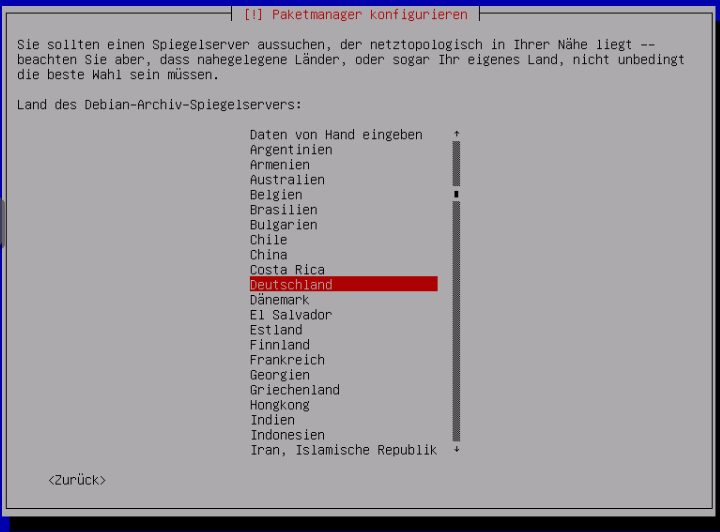 [!] Paketmanager konfigurieren
Sie sollten einen Spiegelserver aussuchen, der netztopologisch in Ihrer Nähe liegt --
beachten Sie aber, dass nahegelegene Länder, oder sogar Ihr eigenes Land, nicht unbedingt
die beste Wahl sein müssen.
Land des Debian-Archiv-Spiegelservers:
Daten von Hand eingeben
Argentinien
Armenien
Australien
Belgien
Brasilien
Bulgarien
Chile
China
Costa Rica
Deutschland
Dänemark
El Salvador
Estland
Finnland
Frankreich
Georgien
Griechenland
Hongkong
Indien
Indonesien
Iran, Islamische Republik
<Zurück>